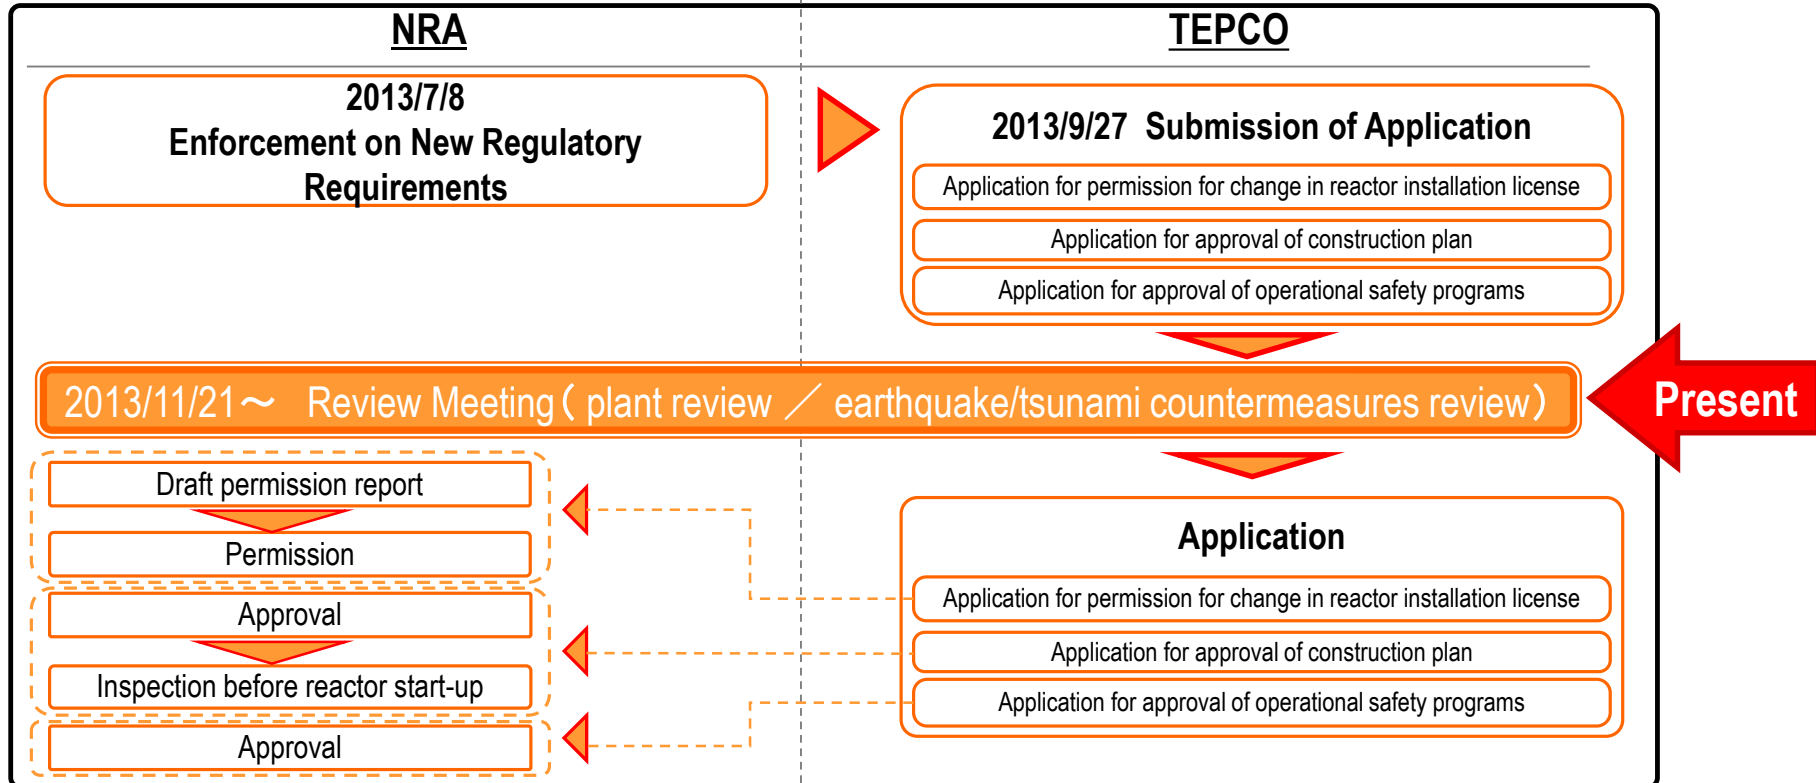 NRA
TEPCO
2013/7/8
Enforcement on New Regulatory
Requirements
2013/9/27 Submission of Application
Application for permission for change in reactor installation license
Application for approval of construction plan
Application for approval of operational safety programs
2013/11/21～ Review Meeting（ plant review ／ earthquake/tsunami countermeasures review）
Present
Draft permission report
Permission
Approval
Inspection before reactor start-up
Approval
Application
Application for permission for change in reactor installation license
Application for approval of construction plan
Application for approval of operational safety programs